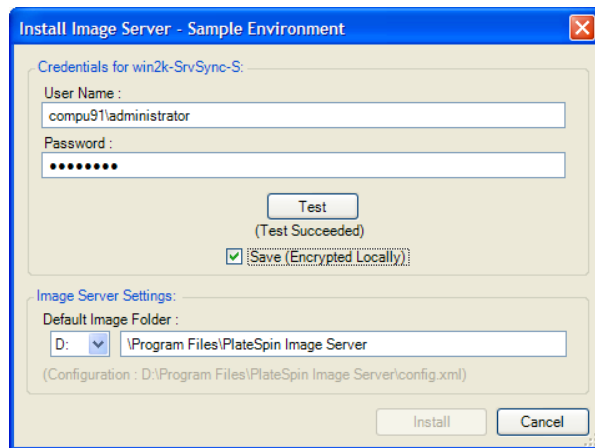 Install Image Server - Sample Environment
Credentials for win2k-SrvSync-S:
User Name :
compu91\administrator
Password :
●●●●●●●●
Test
(Test Succeeded)
Save (Encrypted Locally)
Image Server Settings:
Default Image Folder :
D: \Program Files\PlateSpin Image Server
(Configuration : D:\Program Files\PlateSpin Image Server\config.xml)
Install Cancel